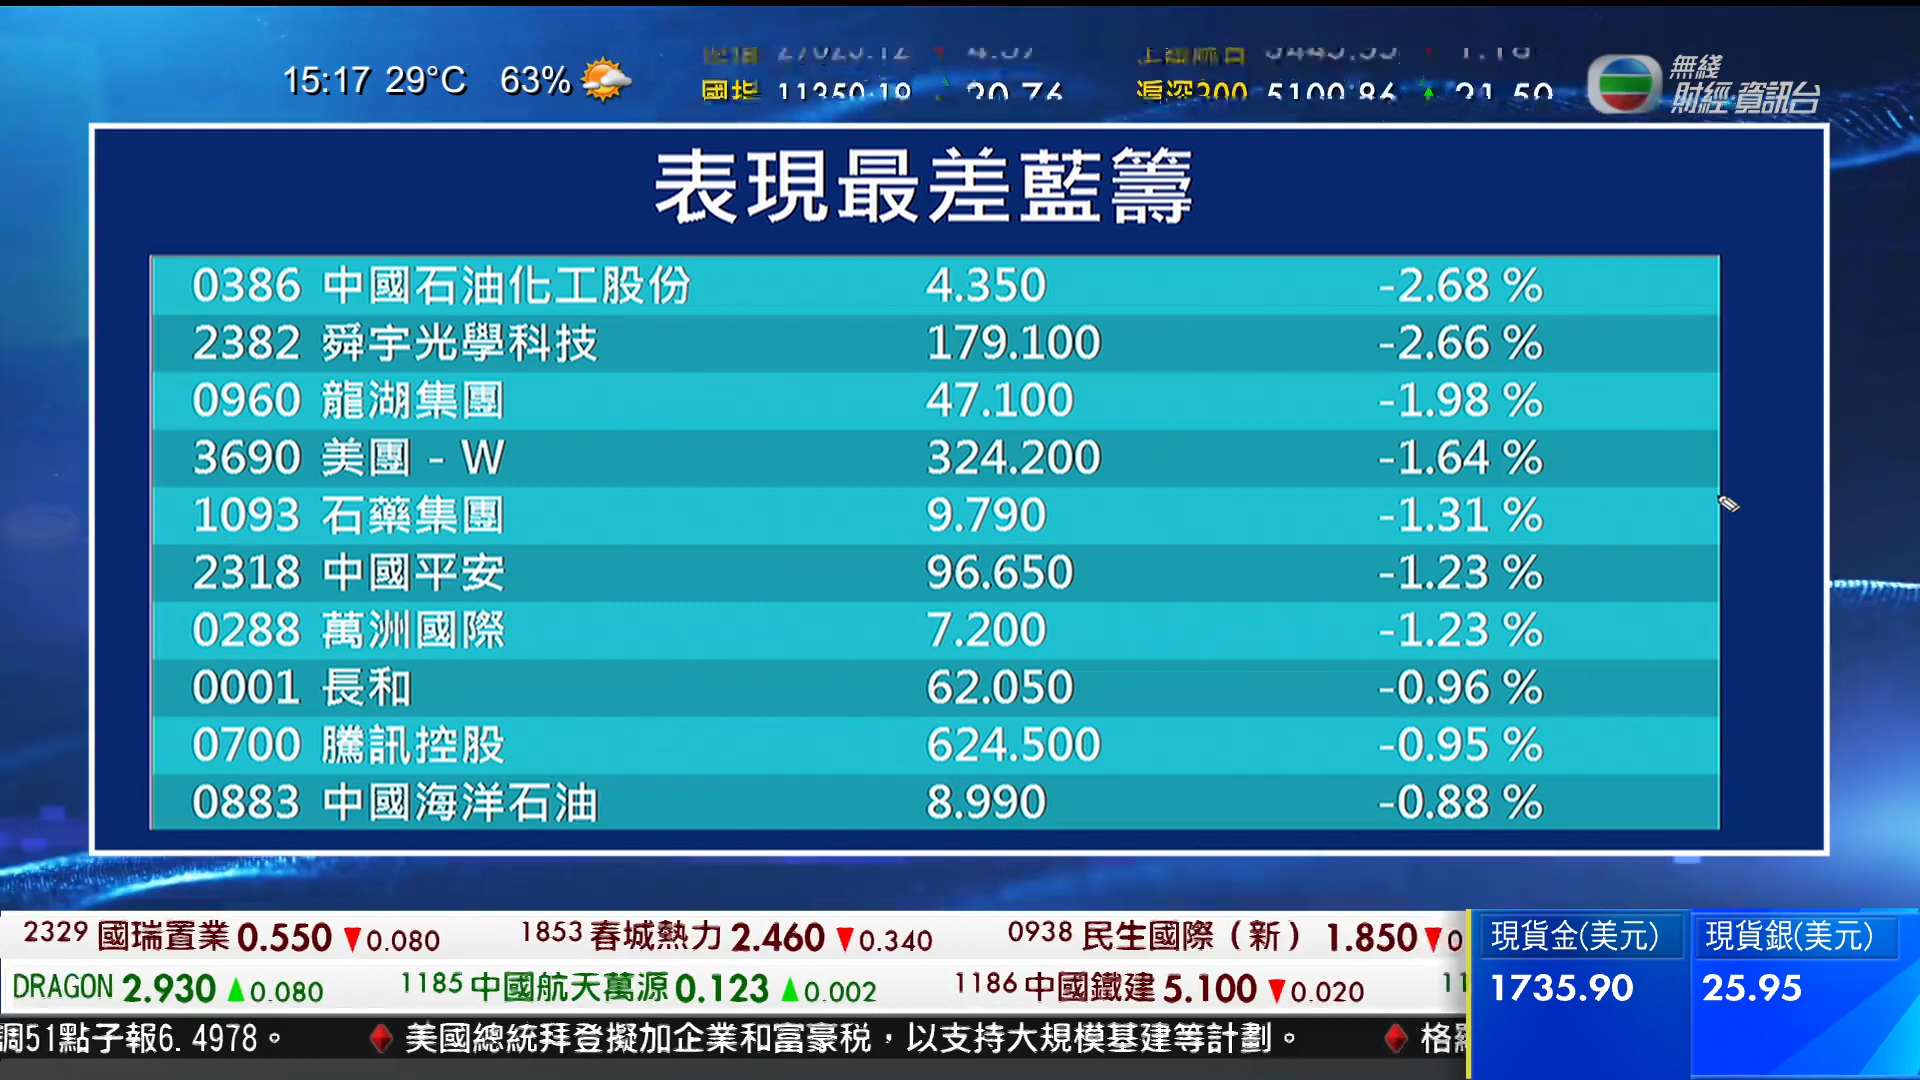 15:17 29°C 63%
國指 11350.19 20.76
滬深300 5100.86 21.50
無綫
財經·資訊台
表現最差藍籌
0386 中國石油化工股份 4.350 -2.68 %
2382 舜宇光學科技 179.100 -2.66 %
0960 龍湖集團 47.100 -1.98 %
3690 美團 - W 324.200 -1.64 %
1093 石藥集團 9.790 -1.31 %
2318 中國平安 96.650 -1.23 %
0288 萬洲國際 7.200 -1.23 %
0001 長和 62.050 -0.96 %
0700 騰訊控股 624.500 -0.95 %
0883 中國海洋石油 8.990 -0.88 %
2329 國瑞置業 0.550 ▼0.080 1853 春城熱力 2.460 ▼0.340 0938 民生國際（新） 1.850 ▼0
DRAGON 2.930 ▲0.080 1185 中國航天萬源 0.123 ▲0.002 1186 中國鐵建 5.100 ▼0.020 11
調51點子報6.4978。 ♦ 美國總統拜登擬加企業和富豪稅，以支持大規模基建等計劃。 ♦ 格
現貨金(美元) 現貨銀(美元)
1735.90 25.95